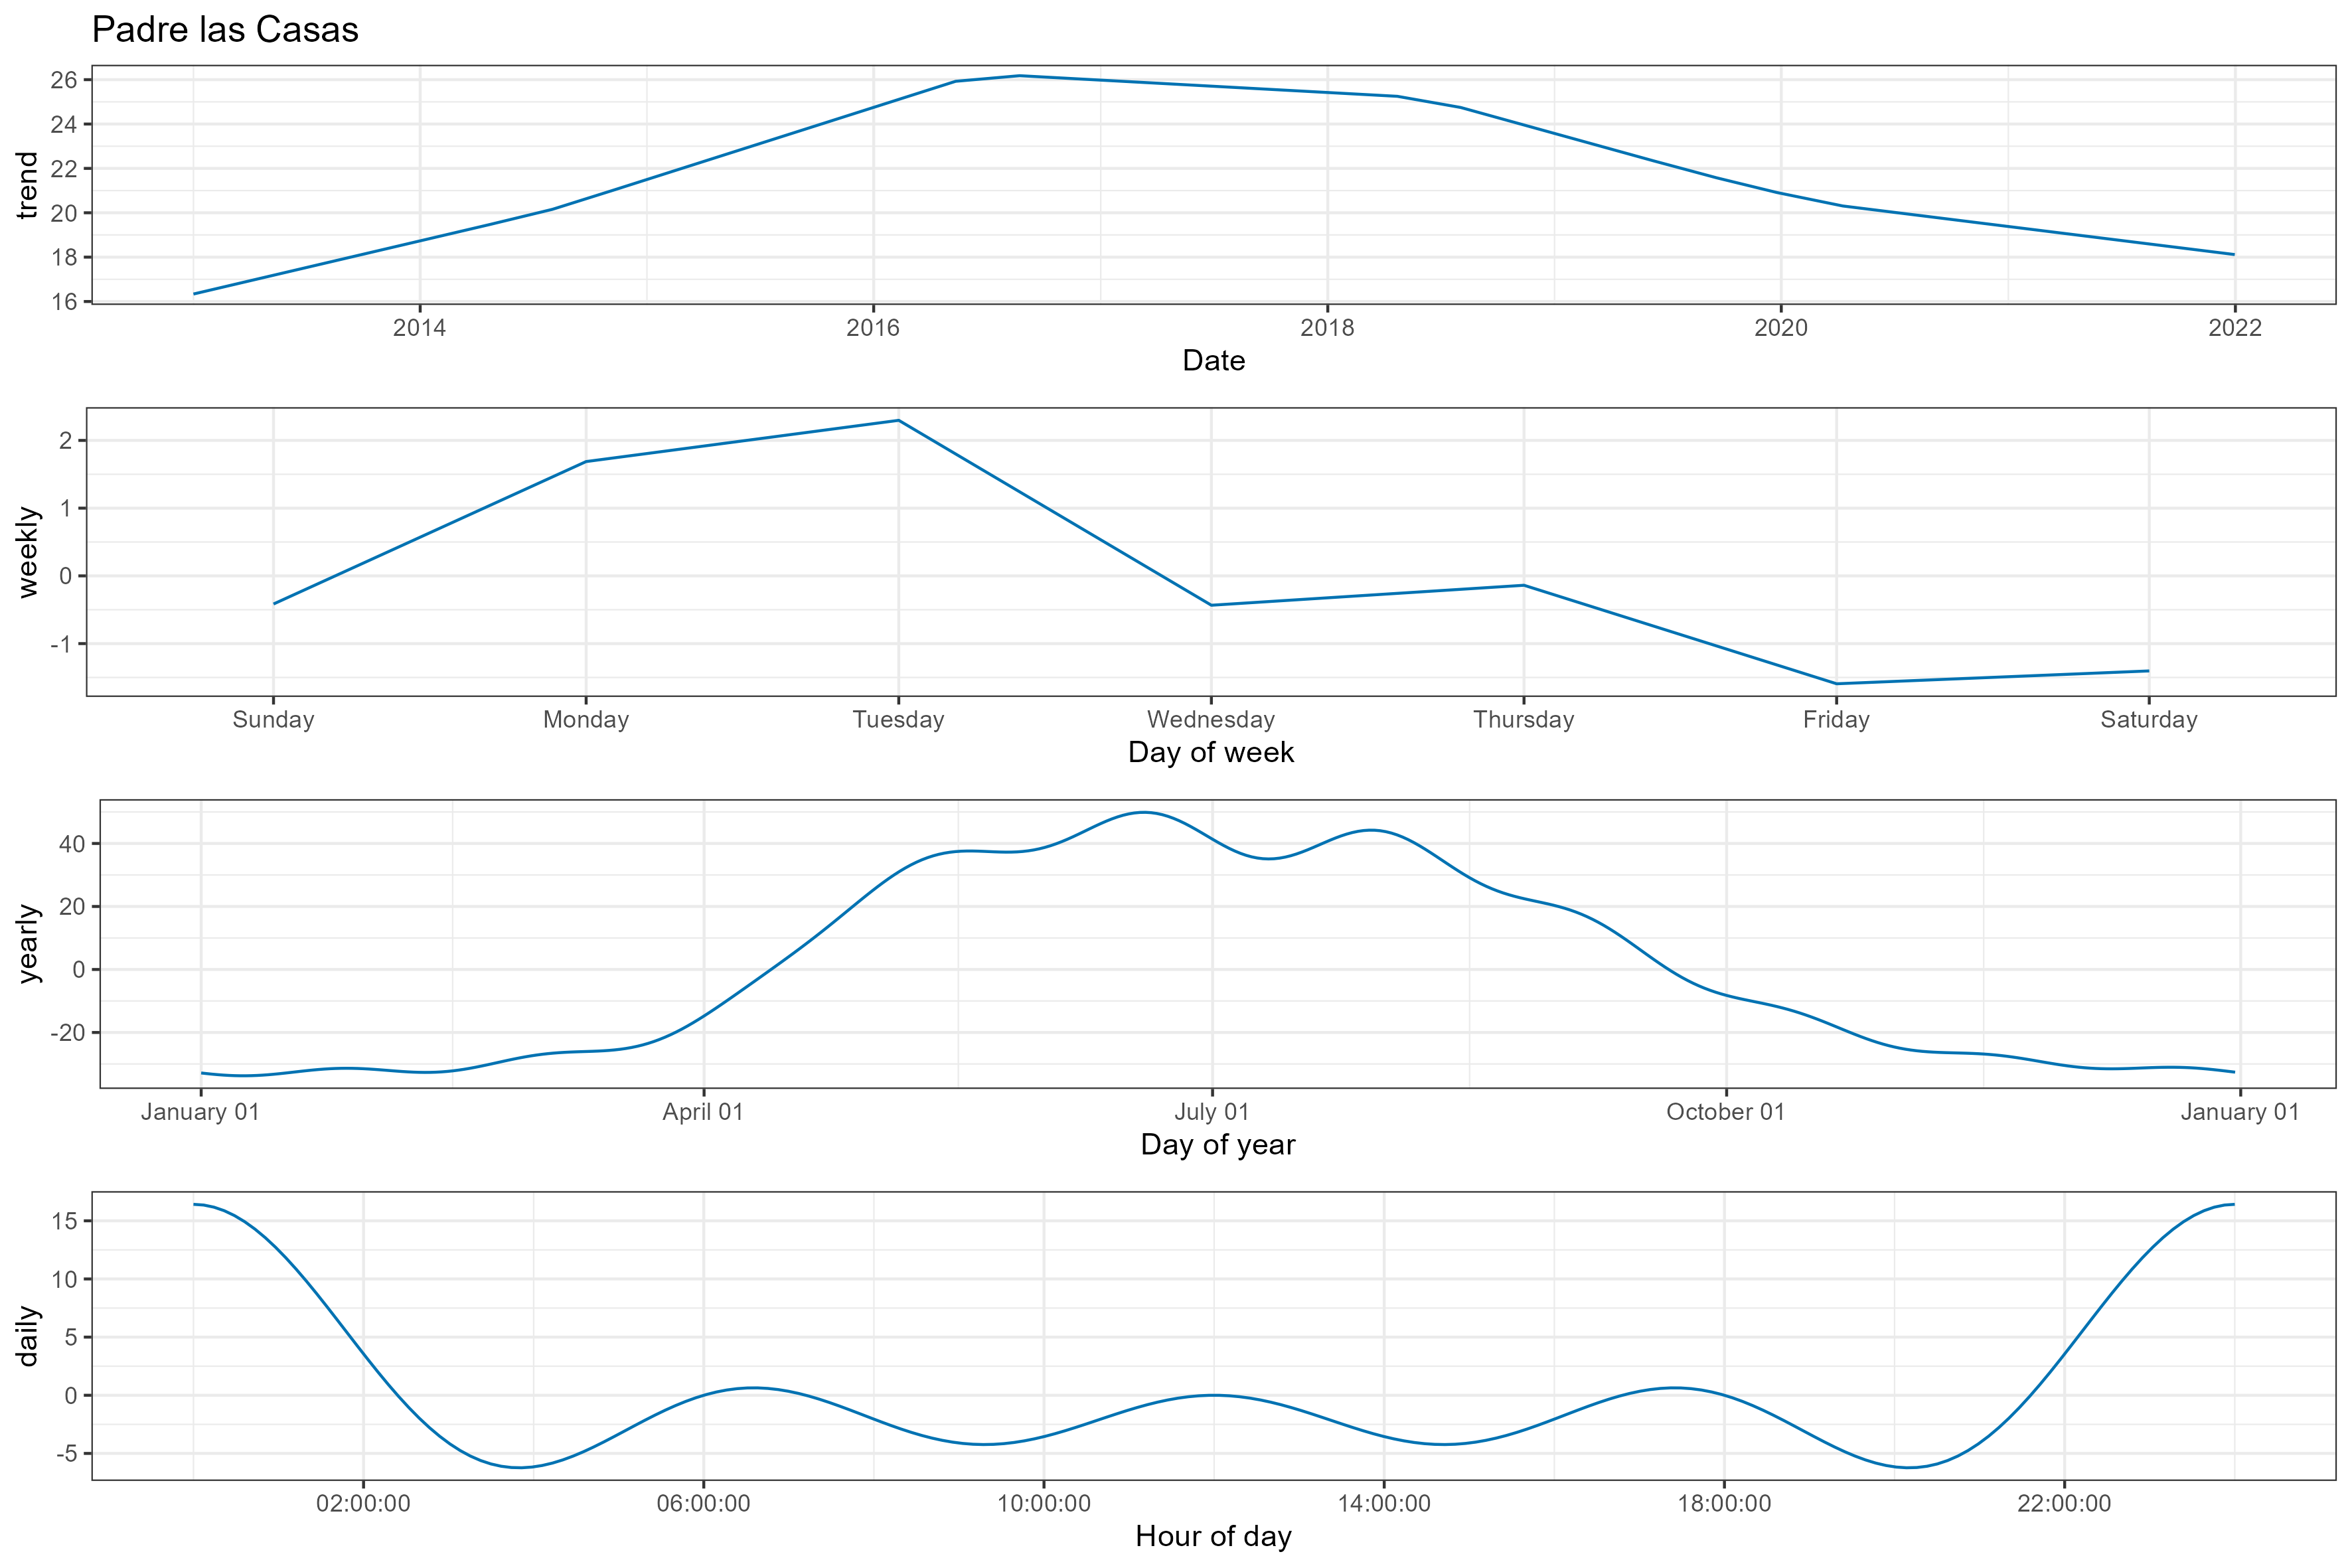 Padre las Casas
26
24
22
20
18
16
trend
2014 2016 2018 2020 2022
Date
2
1
0
-1
weekly
Sunday Monday Tuesday Wednesday Thursday Friday Saturday
Day of week
40
20
0
-20
yearly
January 01 April 01 July 01 October 01 January 01
Day of year
15
10
5
0
-5
daily
02:00:00 06:00:00 10:00:00 14:00:00 18:00:00 22:00:00
Hour of day